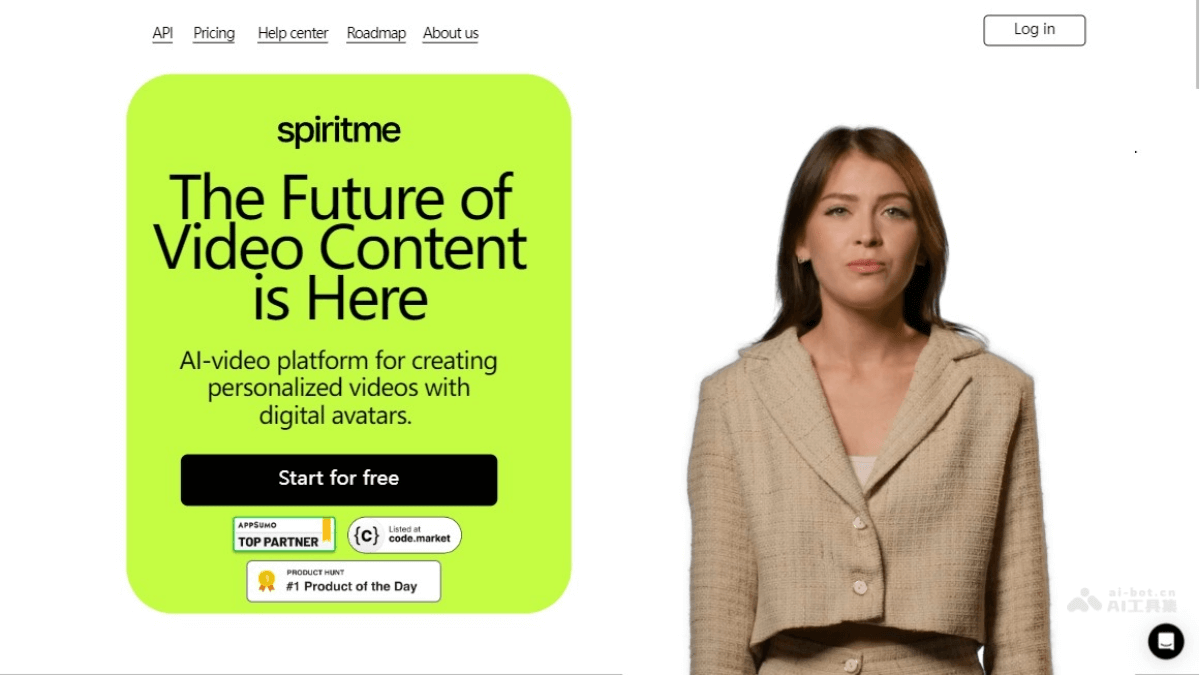 API Pricing Help center Roadmap About us
Log in
spiritme
The Future of
Video Content
is Here
AI-video platform for creating
personalized videos with
digital avatars.
Start for free
APPSUMO
TOP PARTNER
{c}
Listed at
code.market
PRODUCT HUNT
#1 Product of the Day
ai-bot.cn
AI工具集